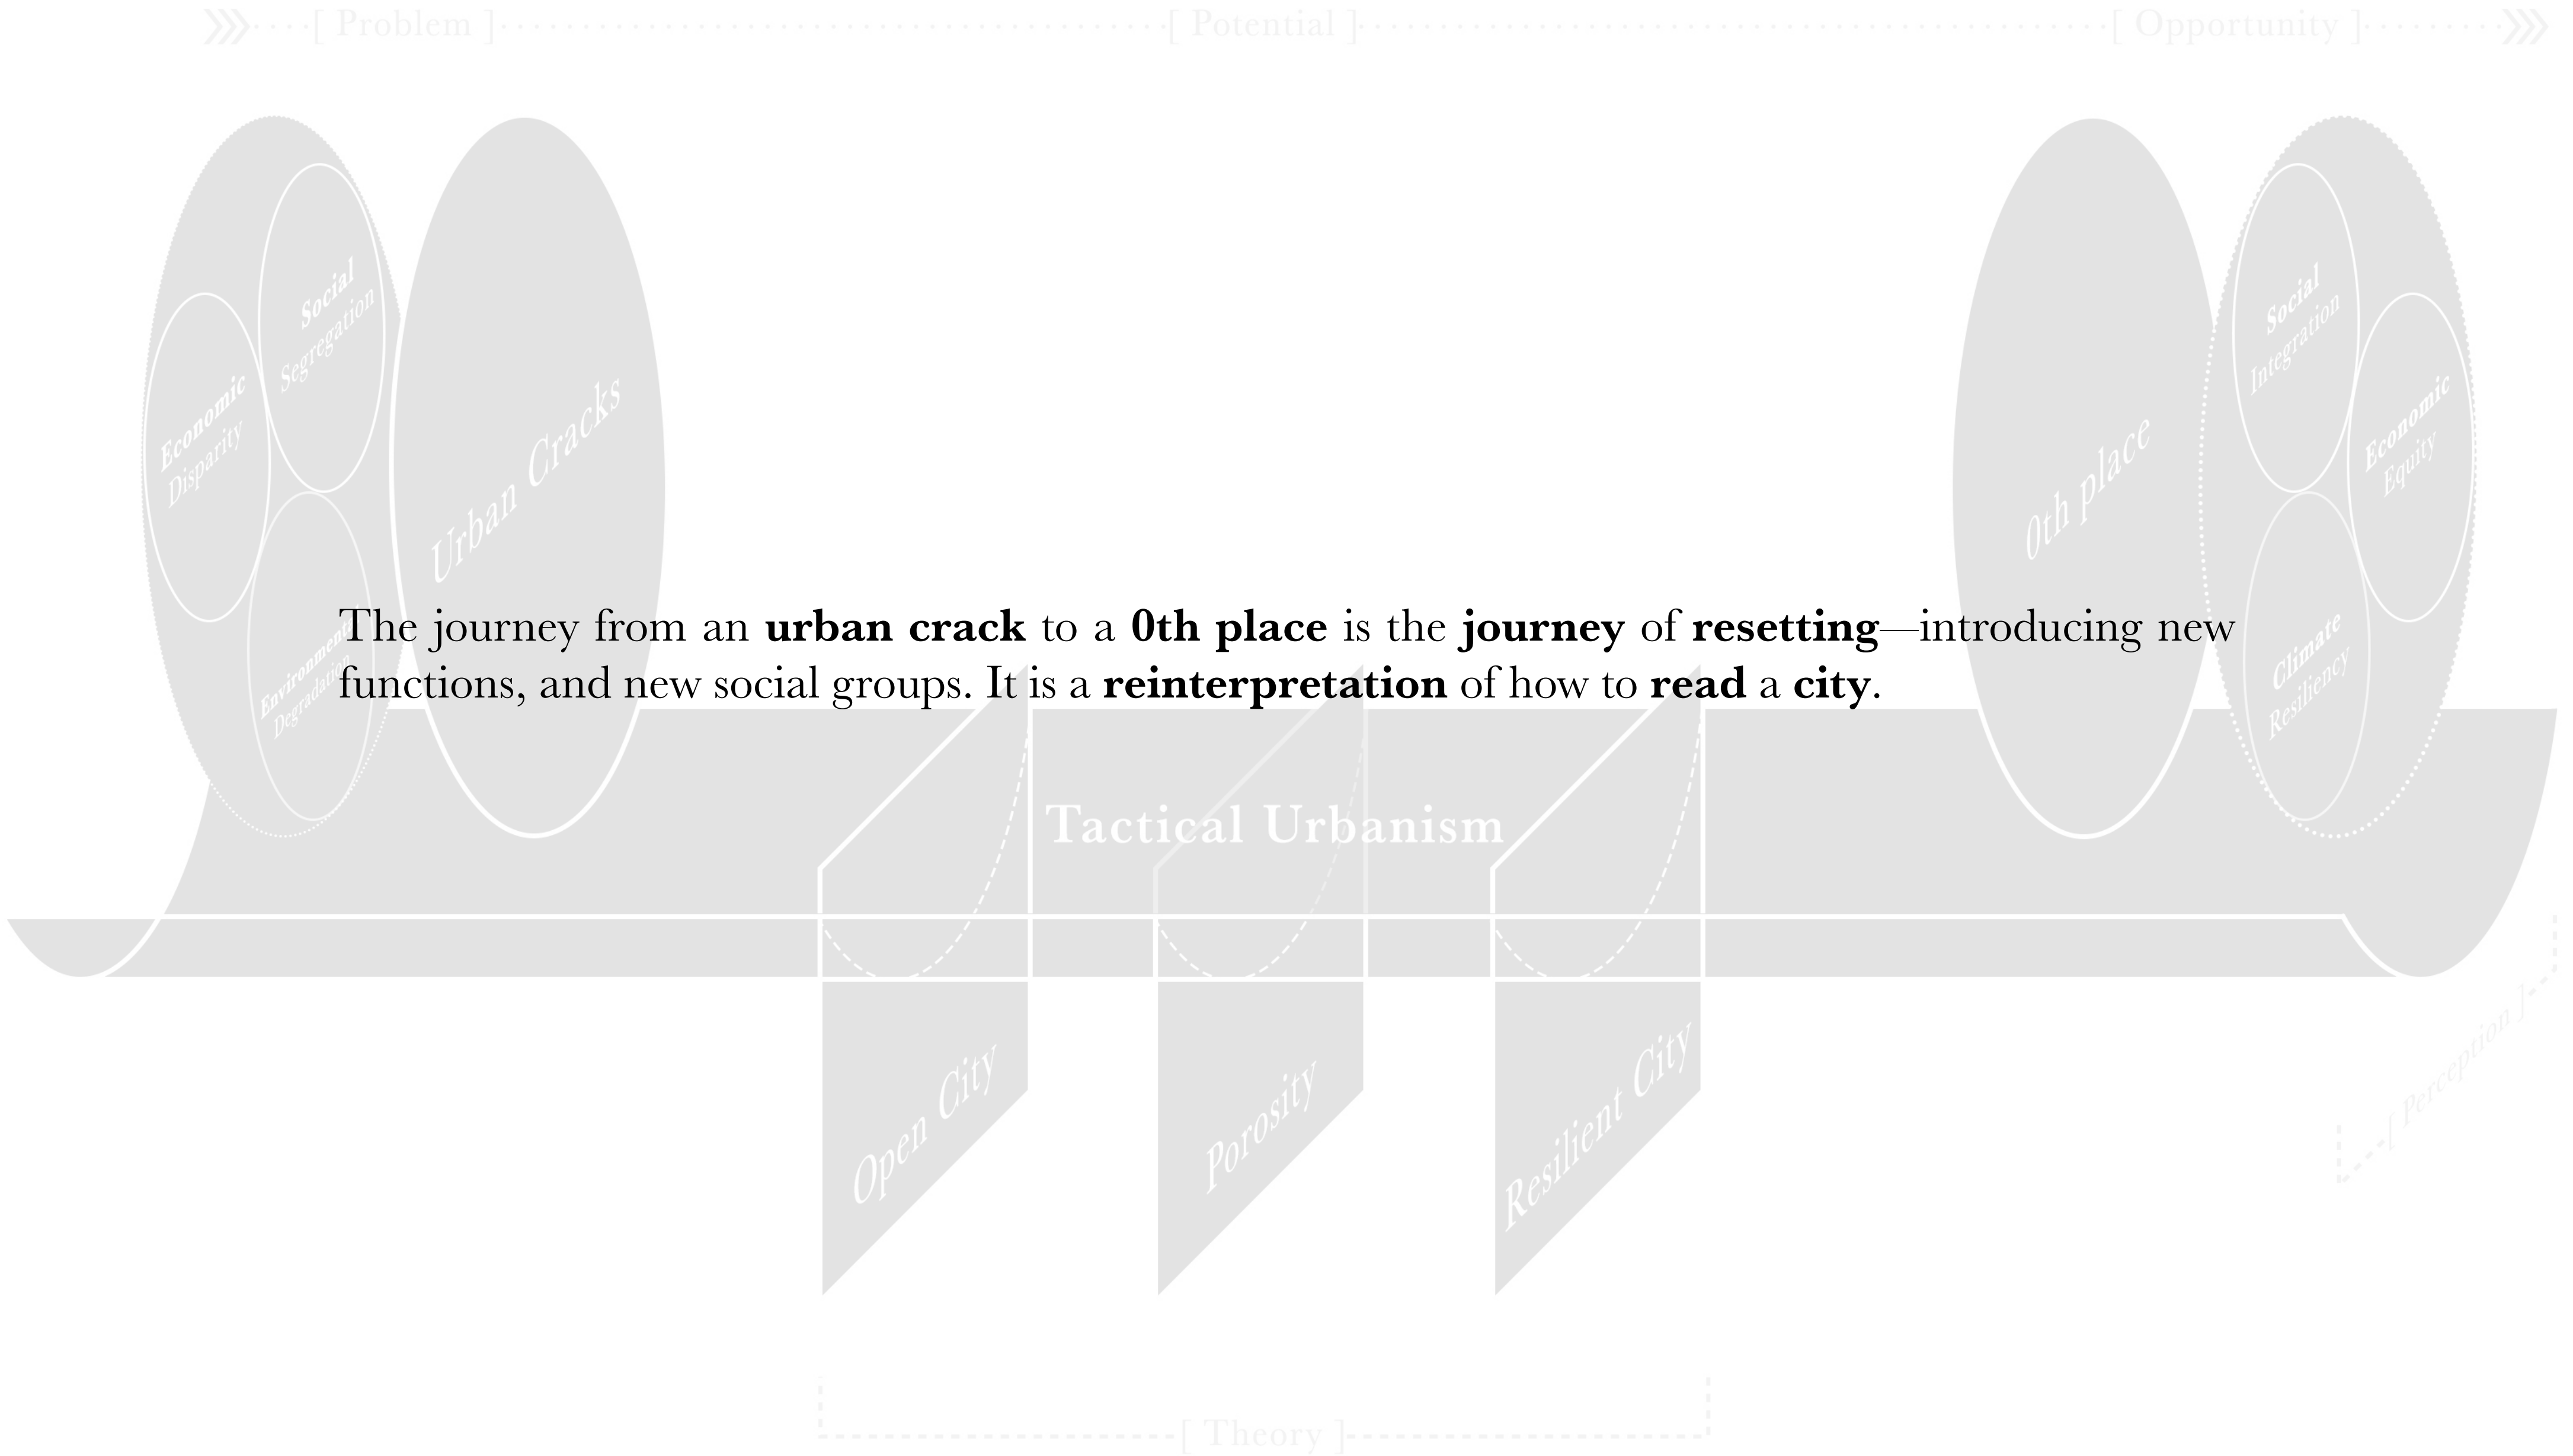 [ Problem ]
[ Potential ]
[ Opportunity ]
Social
Segregation
Economic
Disparity
Environmental
Degradation
Urban Cracks
0th place
Social
Integration
Economic
Equity
Climate
Resiliency
The journey from an urban crack to a 0th place is the journey of resetting—introducing new
functions, and new social groups. It is a reinterpretation of how to read a city.
Tactical Urbanism
Open City
Porosity
Resilient City
[ Perception ]
[ Theory ]